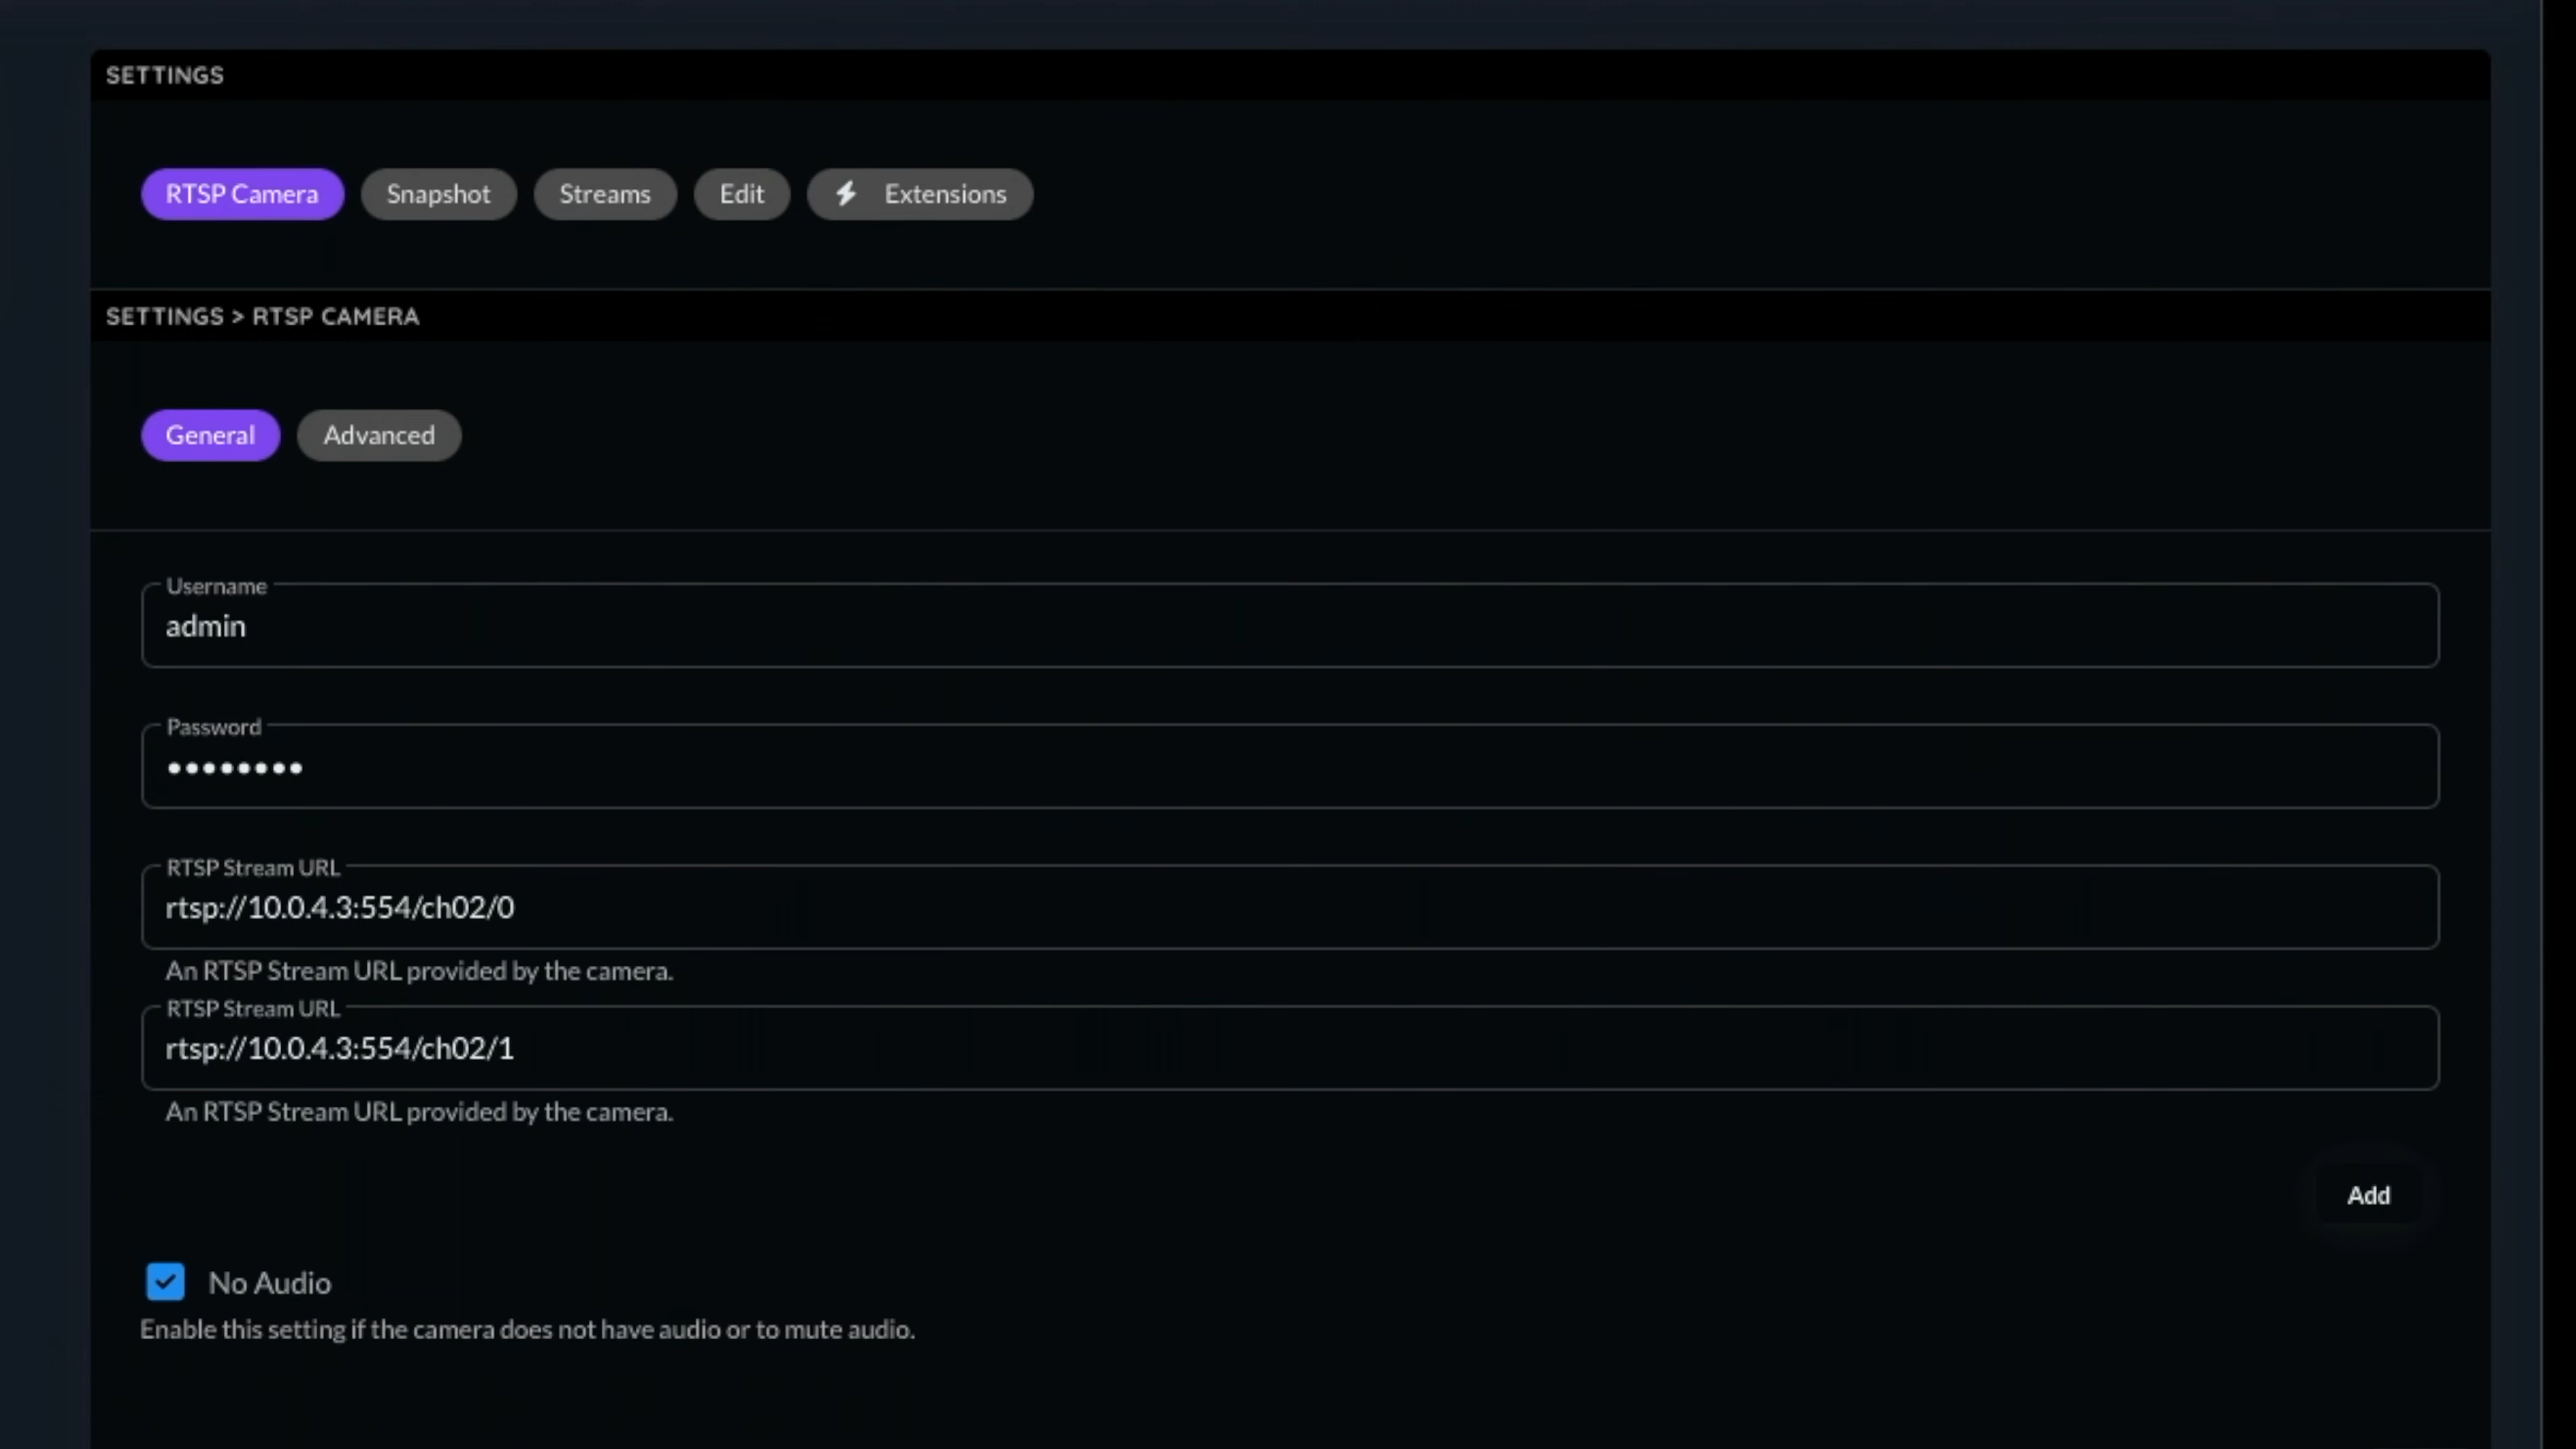 SETTINGS
RTSP Camera Snapshot Streams Edit Extensions
SETTINGS > RTSP CAMERA
General Advanced
Username
admin
Password
••••••••
RTSP Stream URL
rtsp://10.0.4.3:554/ch02/0
An RTSP Stream URL provided by the camera.
RTSP Stream URL
rtsp://10.0.4.3:554/ch02/1
An RTSP Stream URL provided by the camera.
Add
No Audio
Enable this setting if the camera does not have audio or to mute audio.